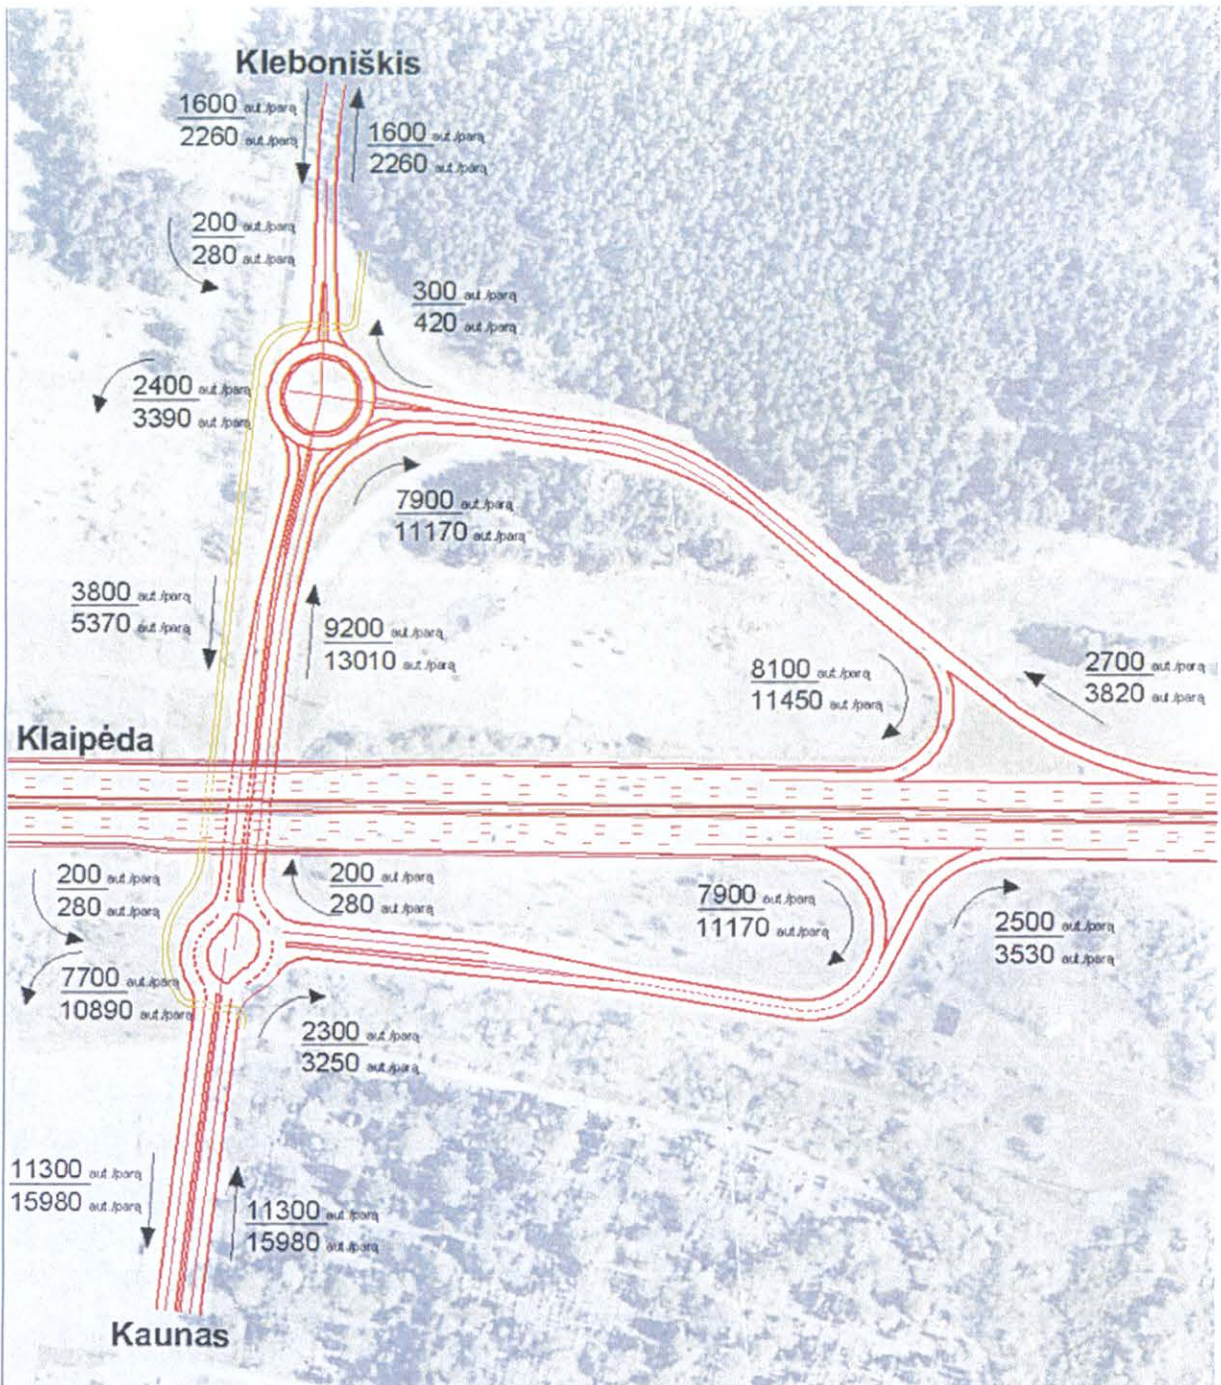 Kleboniškis
1600 aut./parą
2260 aut./parą
1600 aut./parą
2260 aut./parą
200 aut./parą
280 aut./parą
300 aut./parą
420 aut./parą
2400 aut./parą
3390 aut./parą
7900 aut./parą
11170 aut./parą
3800 aut./parą
5370 aut./parą
9200 aut./parą
13010 aut./parą
8100 aut./parą
11450 aut./parą
2700 aut./parą
3820 aut./parą
Klaipėda
200 aut./parą
280 aut./parą
200 aut./parą
280 aut./parą
7900 aut./parą
11170 aut./parą
2500 aut./parą
3530 aut./parą
7700 aut./parą
10890 aut./parą
2300 aut./parą
3250 aut./parą
11300 aut./parą
15980 aut./parą
11300 aut./parą
15980 aut./parą
Kaunas